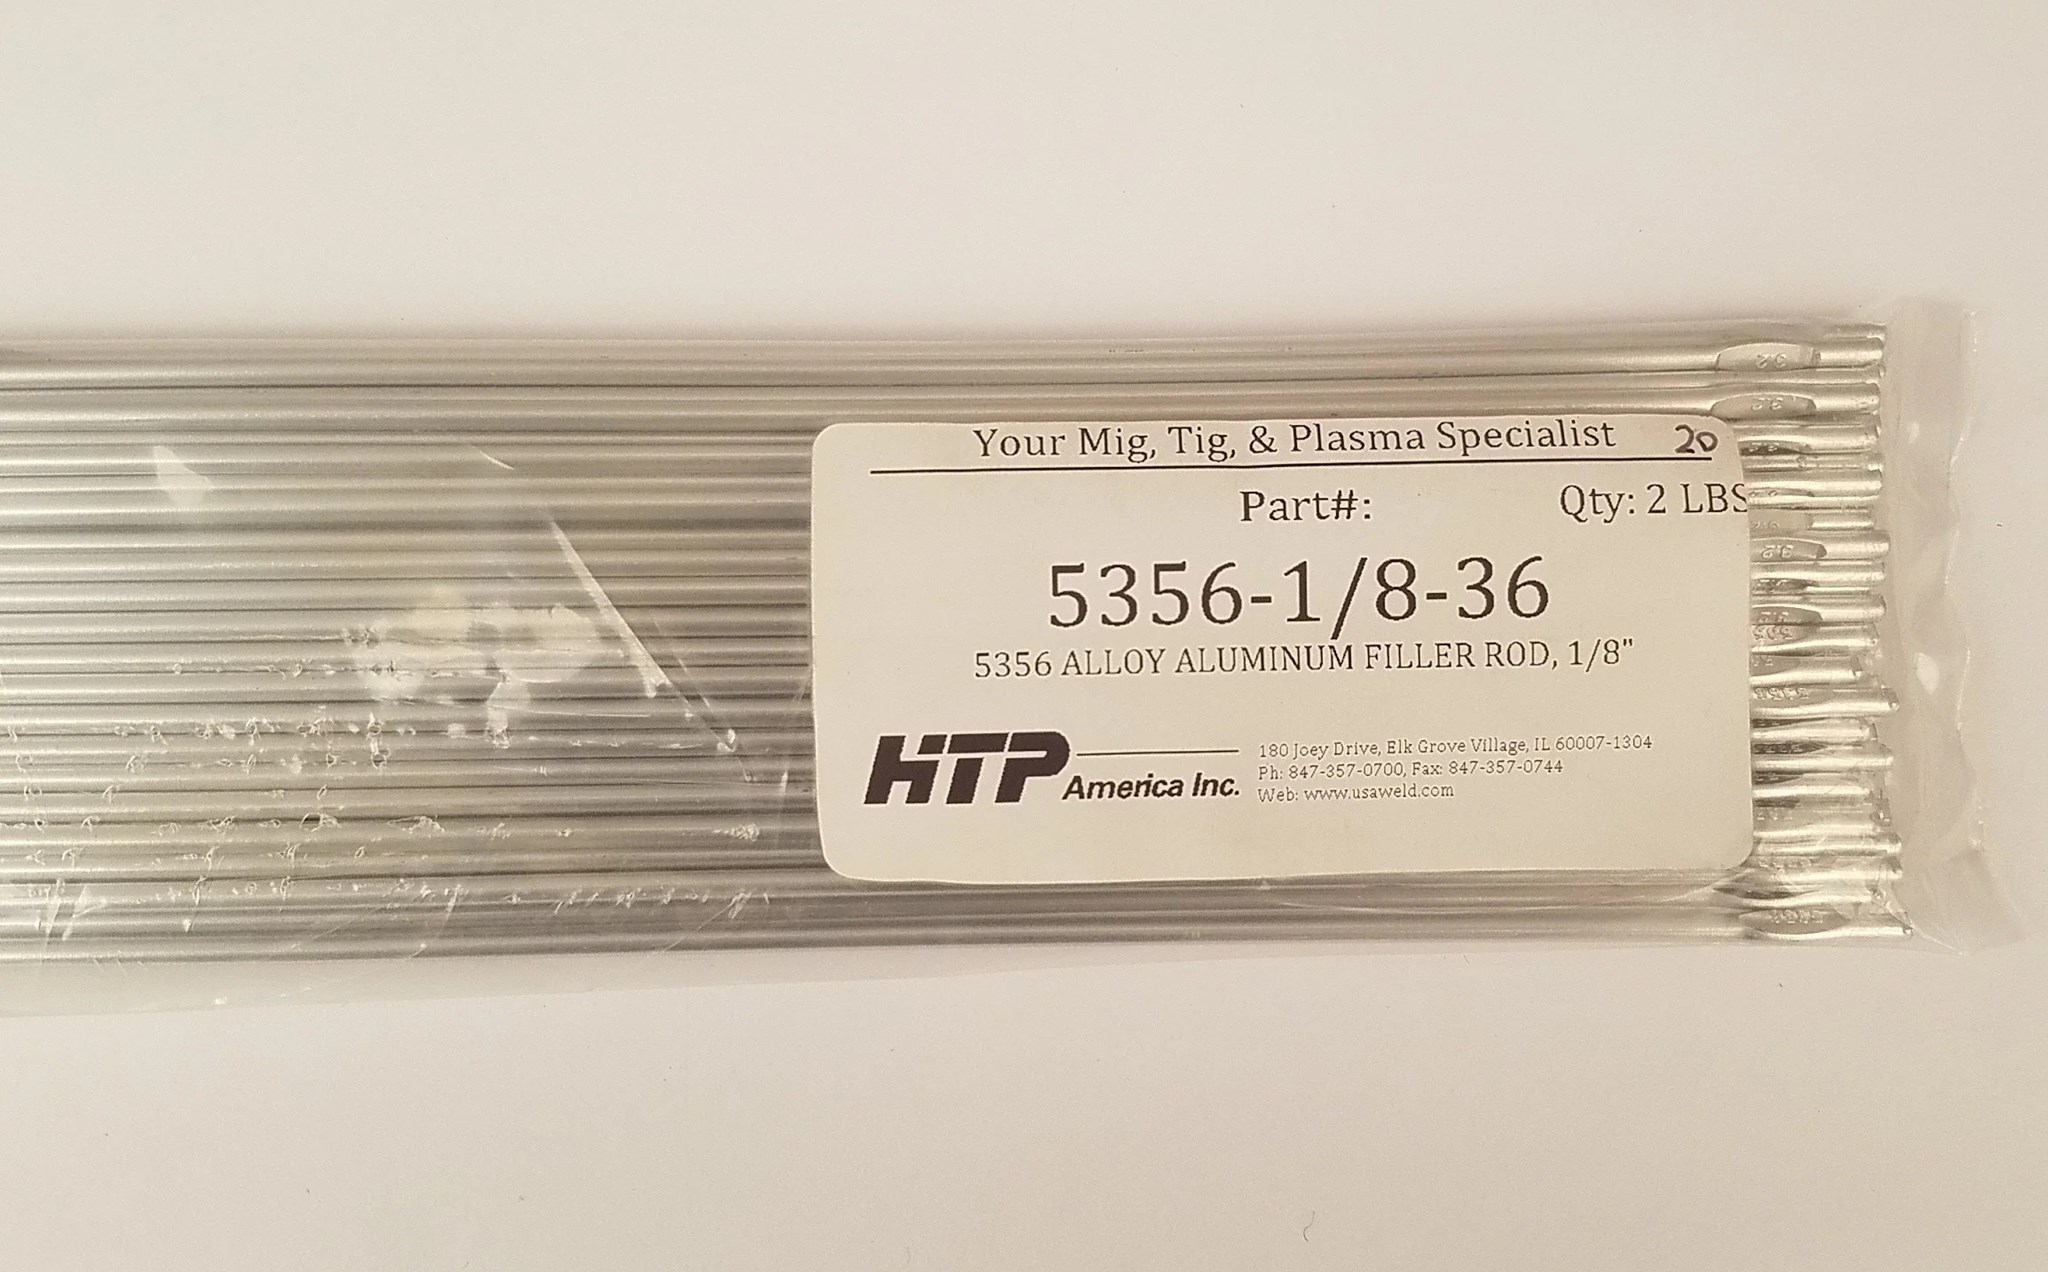 Your Mig, Tig, & Plasma Specialist 20
Part#: Qty: 2 LBS
5356-1/8-36
5356 ALLOY ALUMINUM FILLER ROD, 1/8"
HTP America Inc.
180 Joey Drive, Elk Grove Village, IL 60007-1304
Ph: 847-357-0700, Fax: 847-357-0744
Web: www.usaweld.com